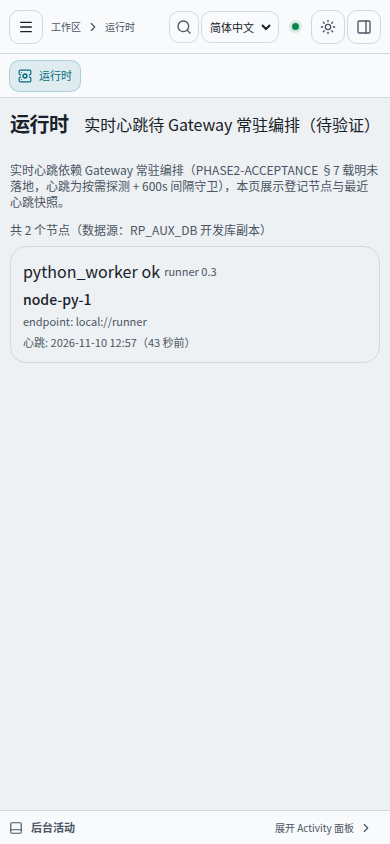 工作区 > 运行时
简体中文
运行时
运行时 实时心跳待 Gateway 常驻编排（待验证）
实时心跳依赖 Gateway 常驻编排（PHASE2-ACCEPTANCE §7 载明未
落地，心跳为按需探测 + 600s 间隔守卫），本页展示登记节点与最近
心跳快照。
共 2 个节点（数据源：RP_AUX_DB 开发库副本）
python_worker ok runner 0.3
node-py-1
endpoint: local://runner
心跳: 2026-11-10 12:57（43 秒前）
后台活动
展开 Activity 面板